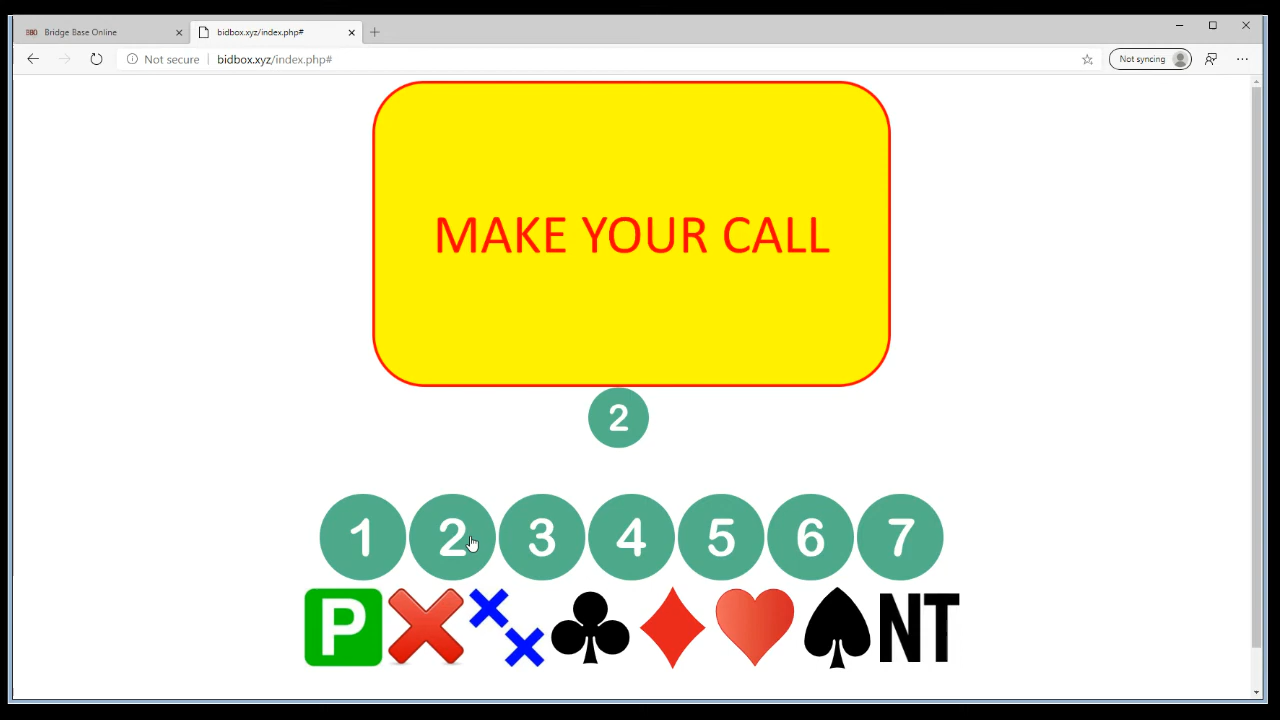 BBO Bridge Base Online
bidbox.xyz/index.php#
Not secure bidbox.xyz/index.php# Not syncing
MAKE YOUR CALL
2
1 2 3 4 5 6 7
P NT